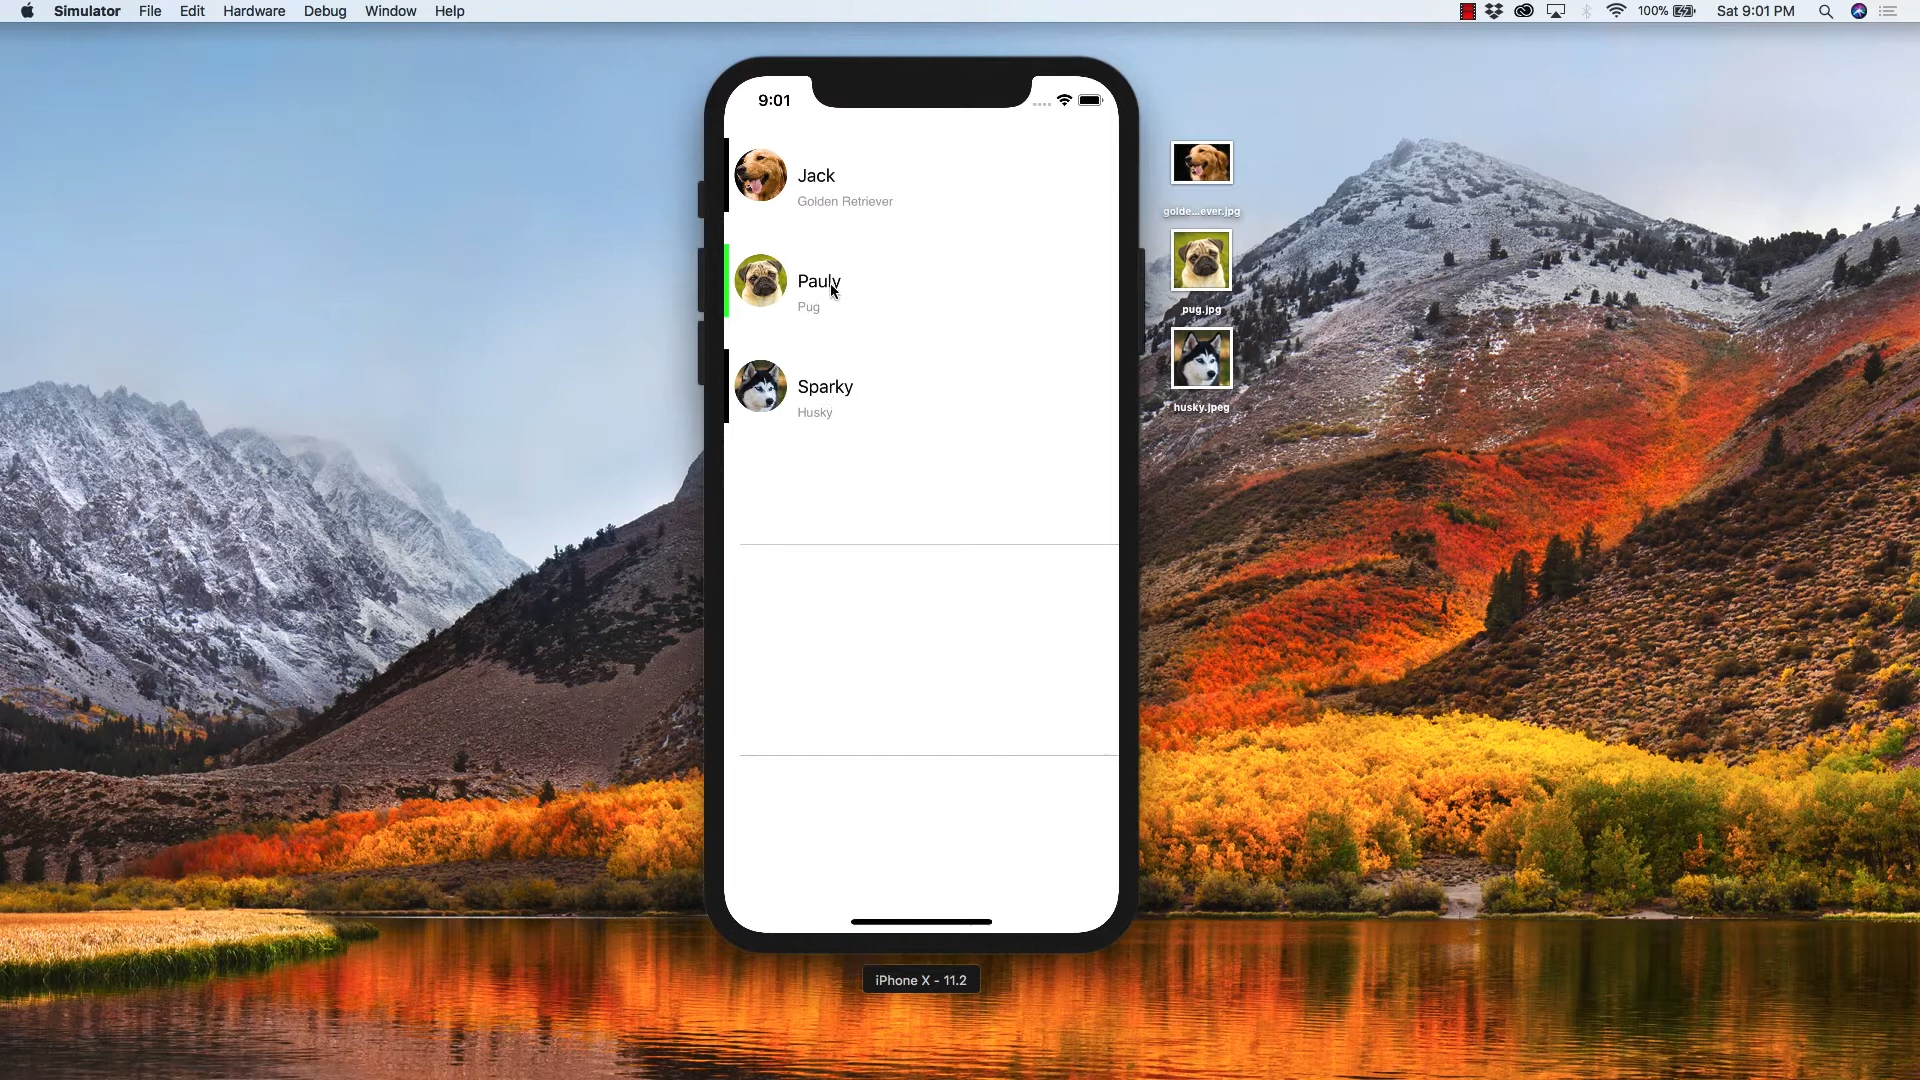 Simulator File Edit Hardware Debug Window Help 100% Sat 9:01 PM
9:01
Jack
Golden Retriever
Pauly
Pug
Sparky
Husky
golde...ever.jpg
pug.jpg
husky.jpeg
iPhone X - 11.2